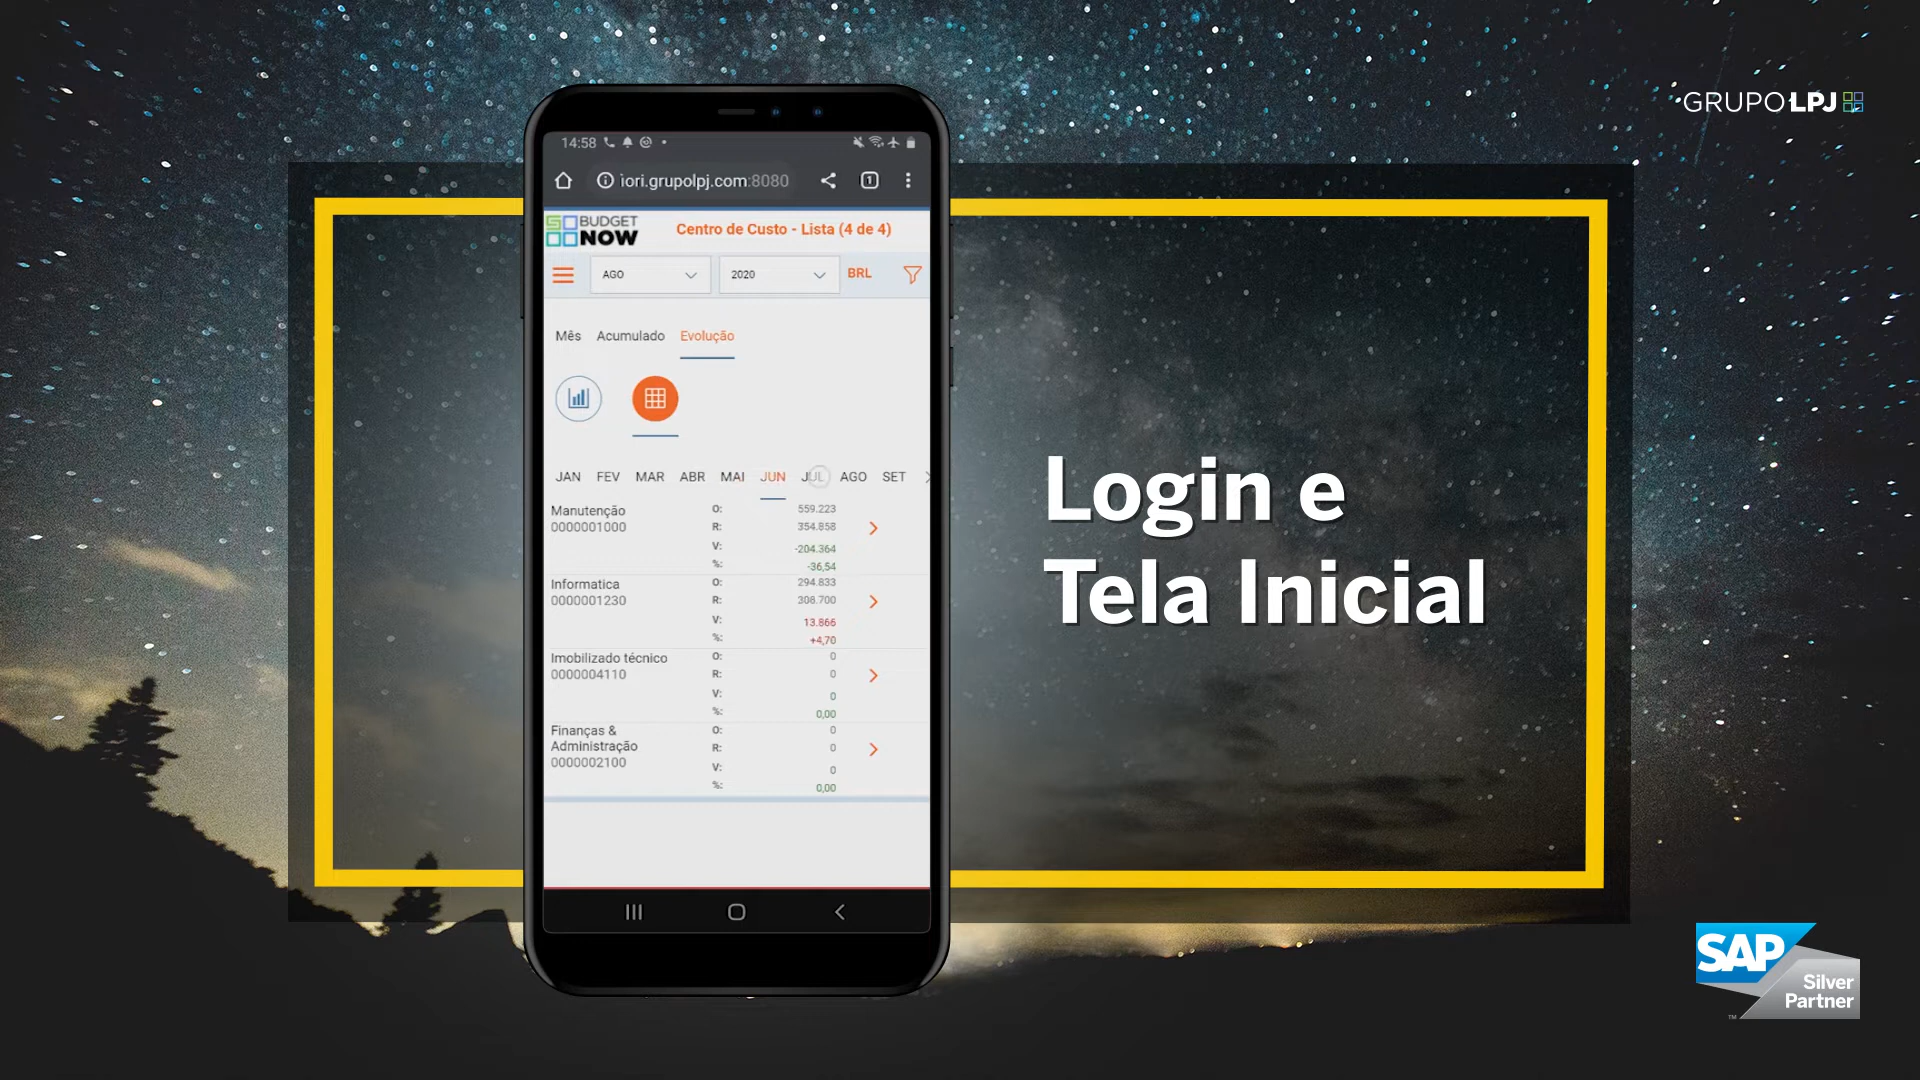 GRUPO LPJ
14:58
iori.grupolpj.com:8080
1
BUDGET
NOW
Centro de Custo - Lista (4 de 4)
AGO
2020
BRL
Mês Acumulado Evolução
JAN FEV MAR ABR MAI JUN JUL AGO SET
Manutenção
0000001000
O: 559.223
R: 354.858
V: -204.364
%: -36,54
Informatica
0000001230
O: 294.833
R: 308.700
V: 13.866
%: +4,70
Imobilizado técnico
0000004110
O: 0
R: 0
V: 0
%: 0,00
Finanças &
Administração
0000002100
O: 0
R: 0
V: 0
%: 0,00
Login e
Tela Inicial
SAP
Silver
Partner
TM